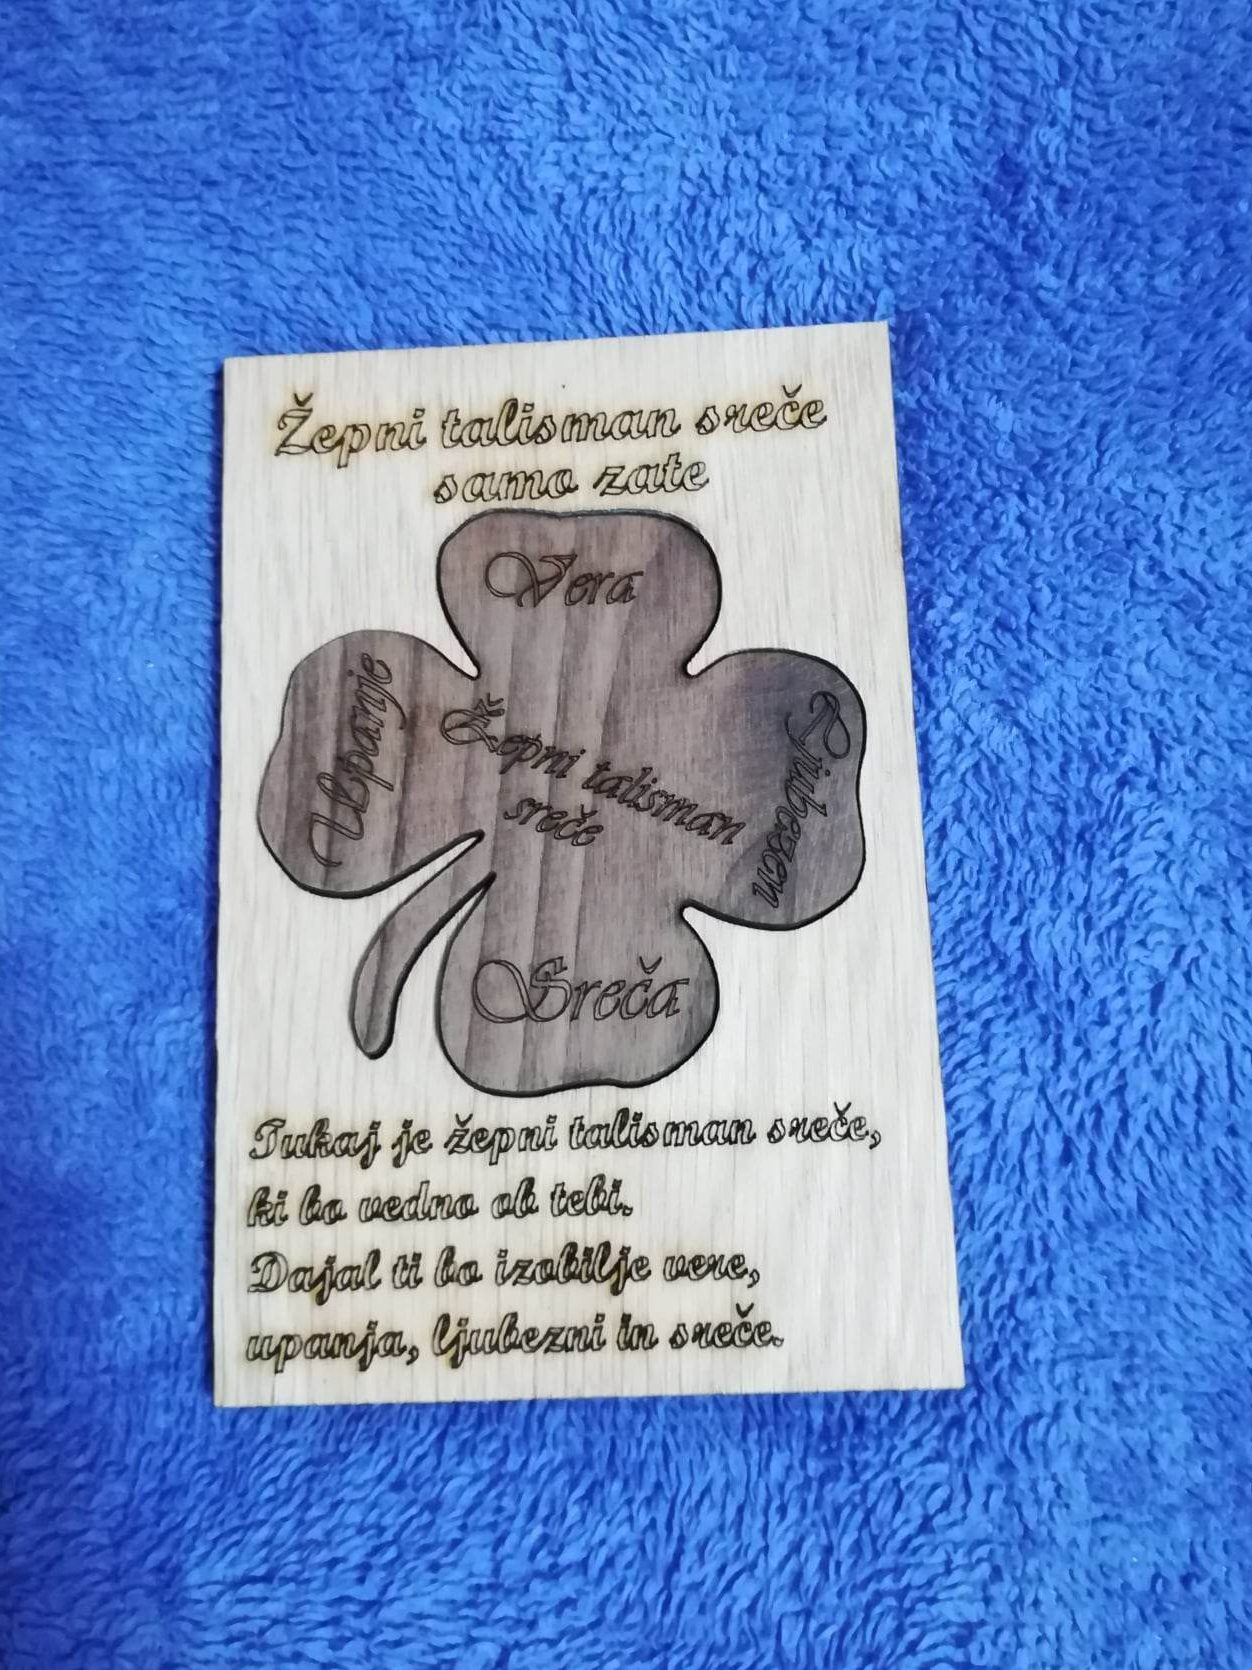 Žepni talisman sreče
samo zate
Vera
Upanje
Žepni talisman
sreče
Ljubezen
Sreča
Tukaj je žepni talisman sreče,
ki bo vedno ob tebi.
Dajal ti bo izobilje vere,
upanja, ljubezni in sreče.